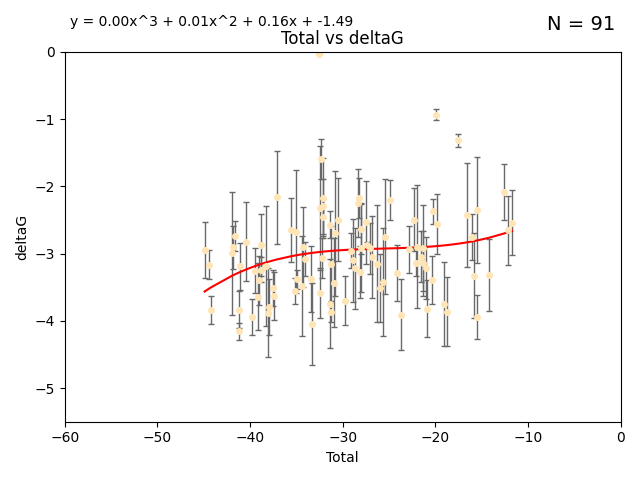 y = 0.00x^3 + 0.01x^2 + 0.16x + -1.49
N = 91
Total vs deltaG
0
−1
−2
−3
−4
−5
deltaG
−60 −50 −40 −30 −20 −10 0
Total